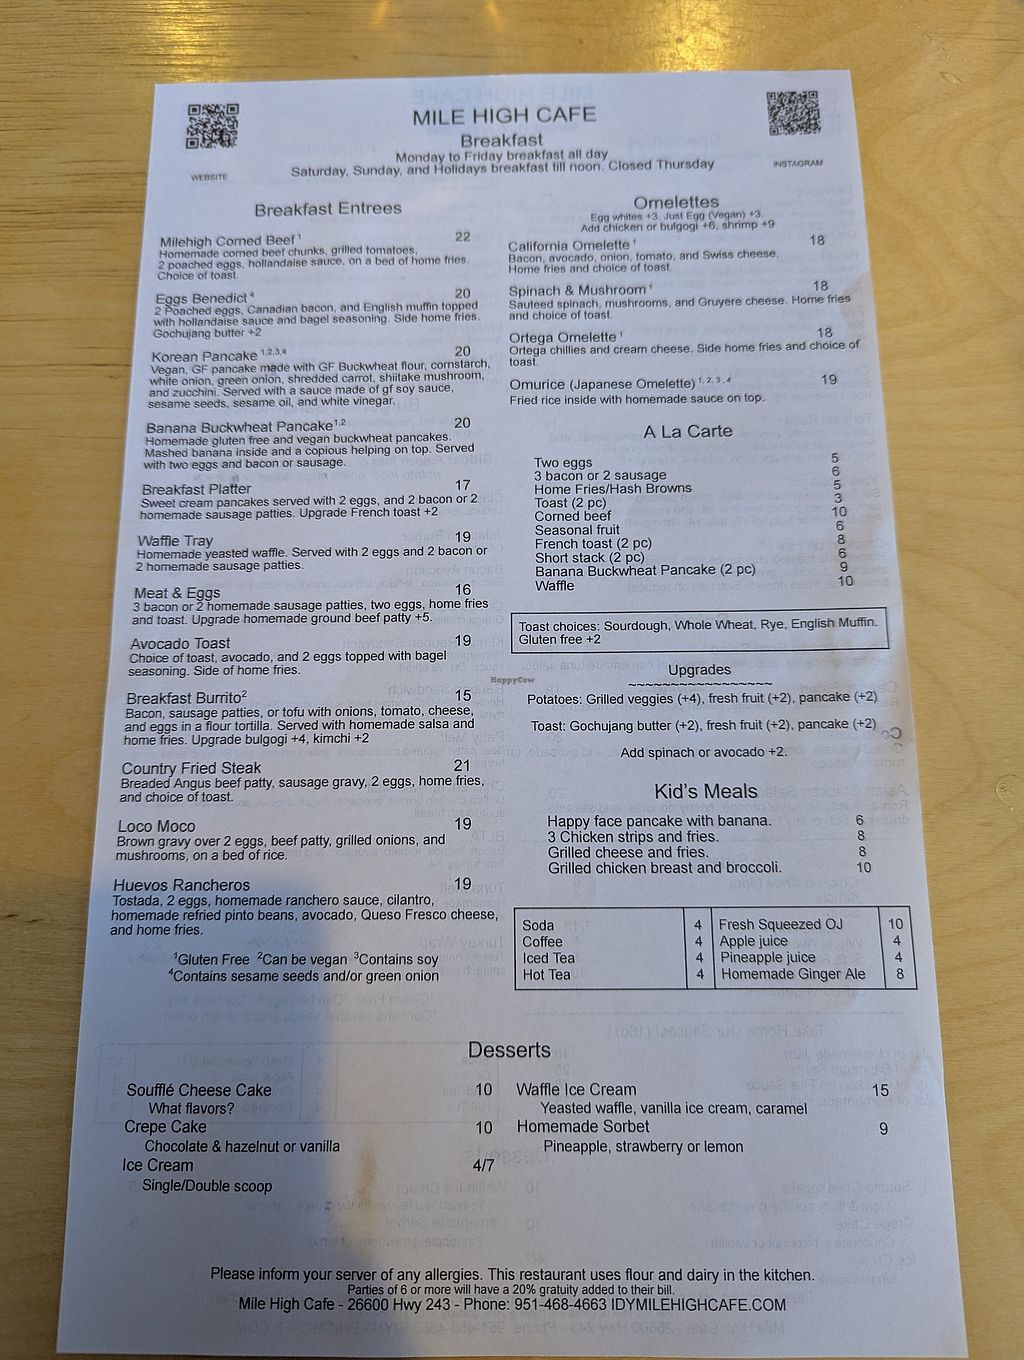 MILE HIGH CAFE
Breakfast
Monday to Friday breakfast all day
Saturday, Sunday, and Holidays breakfast till noon. Closed Thursday
WEBSITE
INSTAGRAM
Breakfast Entrees
Milehigh Corned Beef¹ 22
Homemade corned beef chunks, grilled tomatoes,
2 poached eggs, hollandaise sauce, on a bed of home fries.
Choice of toast.
Eggs Benedict⁴ 20
2 Poached eggs, Canadian bacon, and English muffin topped
with hollandaise sauce and bagel seasoning. Side home fries.
Gochujang butter +2
Korean Pancake ¹,²,³,⁴ 20
Vegan, GF pancake made with GF Buckwheat flour, cornstarch,
white onion, green onion, shredded carrot, shiitake mushroom,
and zucchini. Served with a sauce made of gf soy sauce,
sesame seeds, sesame oil, and white vinegar.
Banana Buckwheat Pancake¹,² 20
Homemade gluten free and vegan buckwheat pancakes.
Mashed banana inside and a copious helping on top. Served
with two eggs and bacon or sausage.
Breakfast Platter 17
Sweet cream pancakes served with 2 eggs, and 2 bacon or 2
homemade sausage patties. Upgrade French toast +2
Waffle Tray 19
Homemade yeasted waffle. Served with 2 eggs and 2 bacon or
2 homemade sausage patties.
Meat & Eggs 16
3 bacon or 2 homemade sausage patties, two eggs, home fries
and toast. Upgrade homemade ground beef patty +5.
Avocado Toast 19
Choice of toast, avocado, and 2 eggs topped with bagel
seasoning. Side of home fries.
Breakfast Burrito² 15
Bacon, sausage patties, or tofu with onions, tomato, cheese,
and eggs in a flour tortilla. Served with homemade salsa and
home fries. Upgrade bulgogi +4, kimchi +2
Country Fried Steak 21
Breaded Angus beef patty, sausage gravy, 2 eggs, home fries,
and choice of toast.
Loco Moco 19
Brown gravy over 2 eggs, beef patty, grilled onions, and
mushrooms, on a bed of rice.
Huevos Rancheros 19
Tostada, 2 eggs, homemade ranchero sauce, cilantro,
homemade refried pinto beans, avocado, Queso Fresco cheese,
and home fries.
¹Gluten Free ²Can be vegan ³Contains soy
⁴Contains sesame seeds and/or green onion
Omelettes
Egg whites +3, Just Egg (Vegan) +3.
Add chicken or bulgogi +6, shrimp +9
California Omelette ¹ 18
Bacon, avocado, onion, tomato, and Swiss cheese.
Home fries and choice of toast.
Spinach & Mushroom ¹ 18
Sauteed spinach, mushrooms, and Gruyere cheese. Home fries
and choice of toast.
Ortega Omelette ¹ 18
Ortega chillies and cream cheese. Side home fries and choice of
toast.
Omurice (Japanese Omelette) ¹,²,³,⁴ 19
Fried rice inside with homemade sauce on top.
A La Carte
Two eggs 5
3 bacon or 2 sausage 6
Home Fries/Hash Browns 5
Toast (2 pc) 3
Corned beef 10
Seasonal fruit 6
French toast (2 pc) 8
Short stack (2 pc) 6
Banana Buckwheat Pancake (2 pc) 9
Waffle 10
Toast choices: Sourdough, Whole Wheat, Rye, English Muffin.
Gluten free +2
Upgrades
~~~~~~~~~~~~~~~~~
Potatoes: Grilled veggies (+4), fresh fruit (+2), pancake (+2)
Toast: Gochujang butter (+2), fresh fruit (+2), pancake (+2)
Add spinach or avocado +2.
HappyCow
Kid's Meals
Happy face pancake with banana. 6
3 Chicken strips and fries. 8
Grilled cheese and fries. 8
Grilled chicken breast and broccoli. 10
Soda 4 Fresh Squeezed OJ 10
Coffee 4 Apple juice 4
Iced Tea 4 Pineapple juice 4
Hot Tea 4 Homemade Ginger Ale 8
Desserts
Soufflé Cheese Cake 10
What flavors?
Crepe Cake 10
Chocolate & hazelnut or vanilla
Ice Cream 4/7
Single/Double scoop
Waffle Ice Cream 15
Yeasted waffle, vanilla ice cream, caramel
Homemade Sorbet 9
Pineapple, strawberry or lemon
Please inform your server of any allergies. This restaurant uses flour and dairy in the kitchen.
Parties of 6 or more will have a 20% gratuity added to their bill.
Mile High Cafe - 26600 Hwy 243 - Phone: 951-468-4663 IDYMILEHIGHCAFE.COM